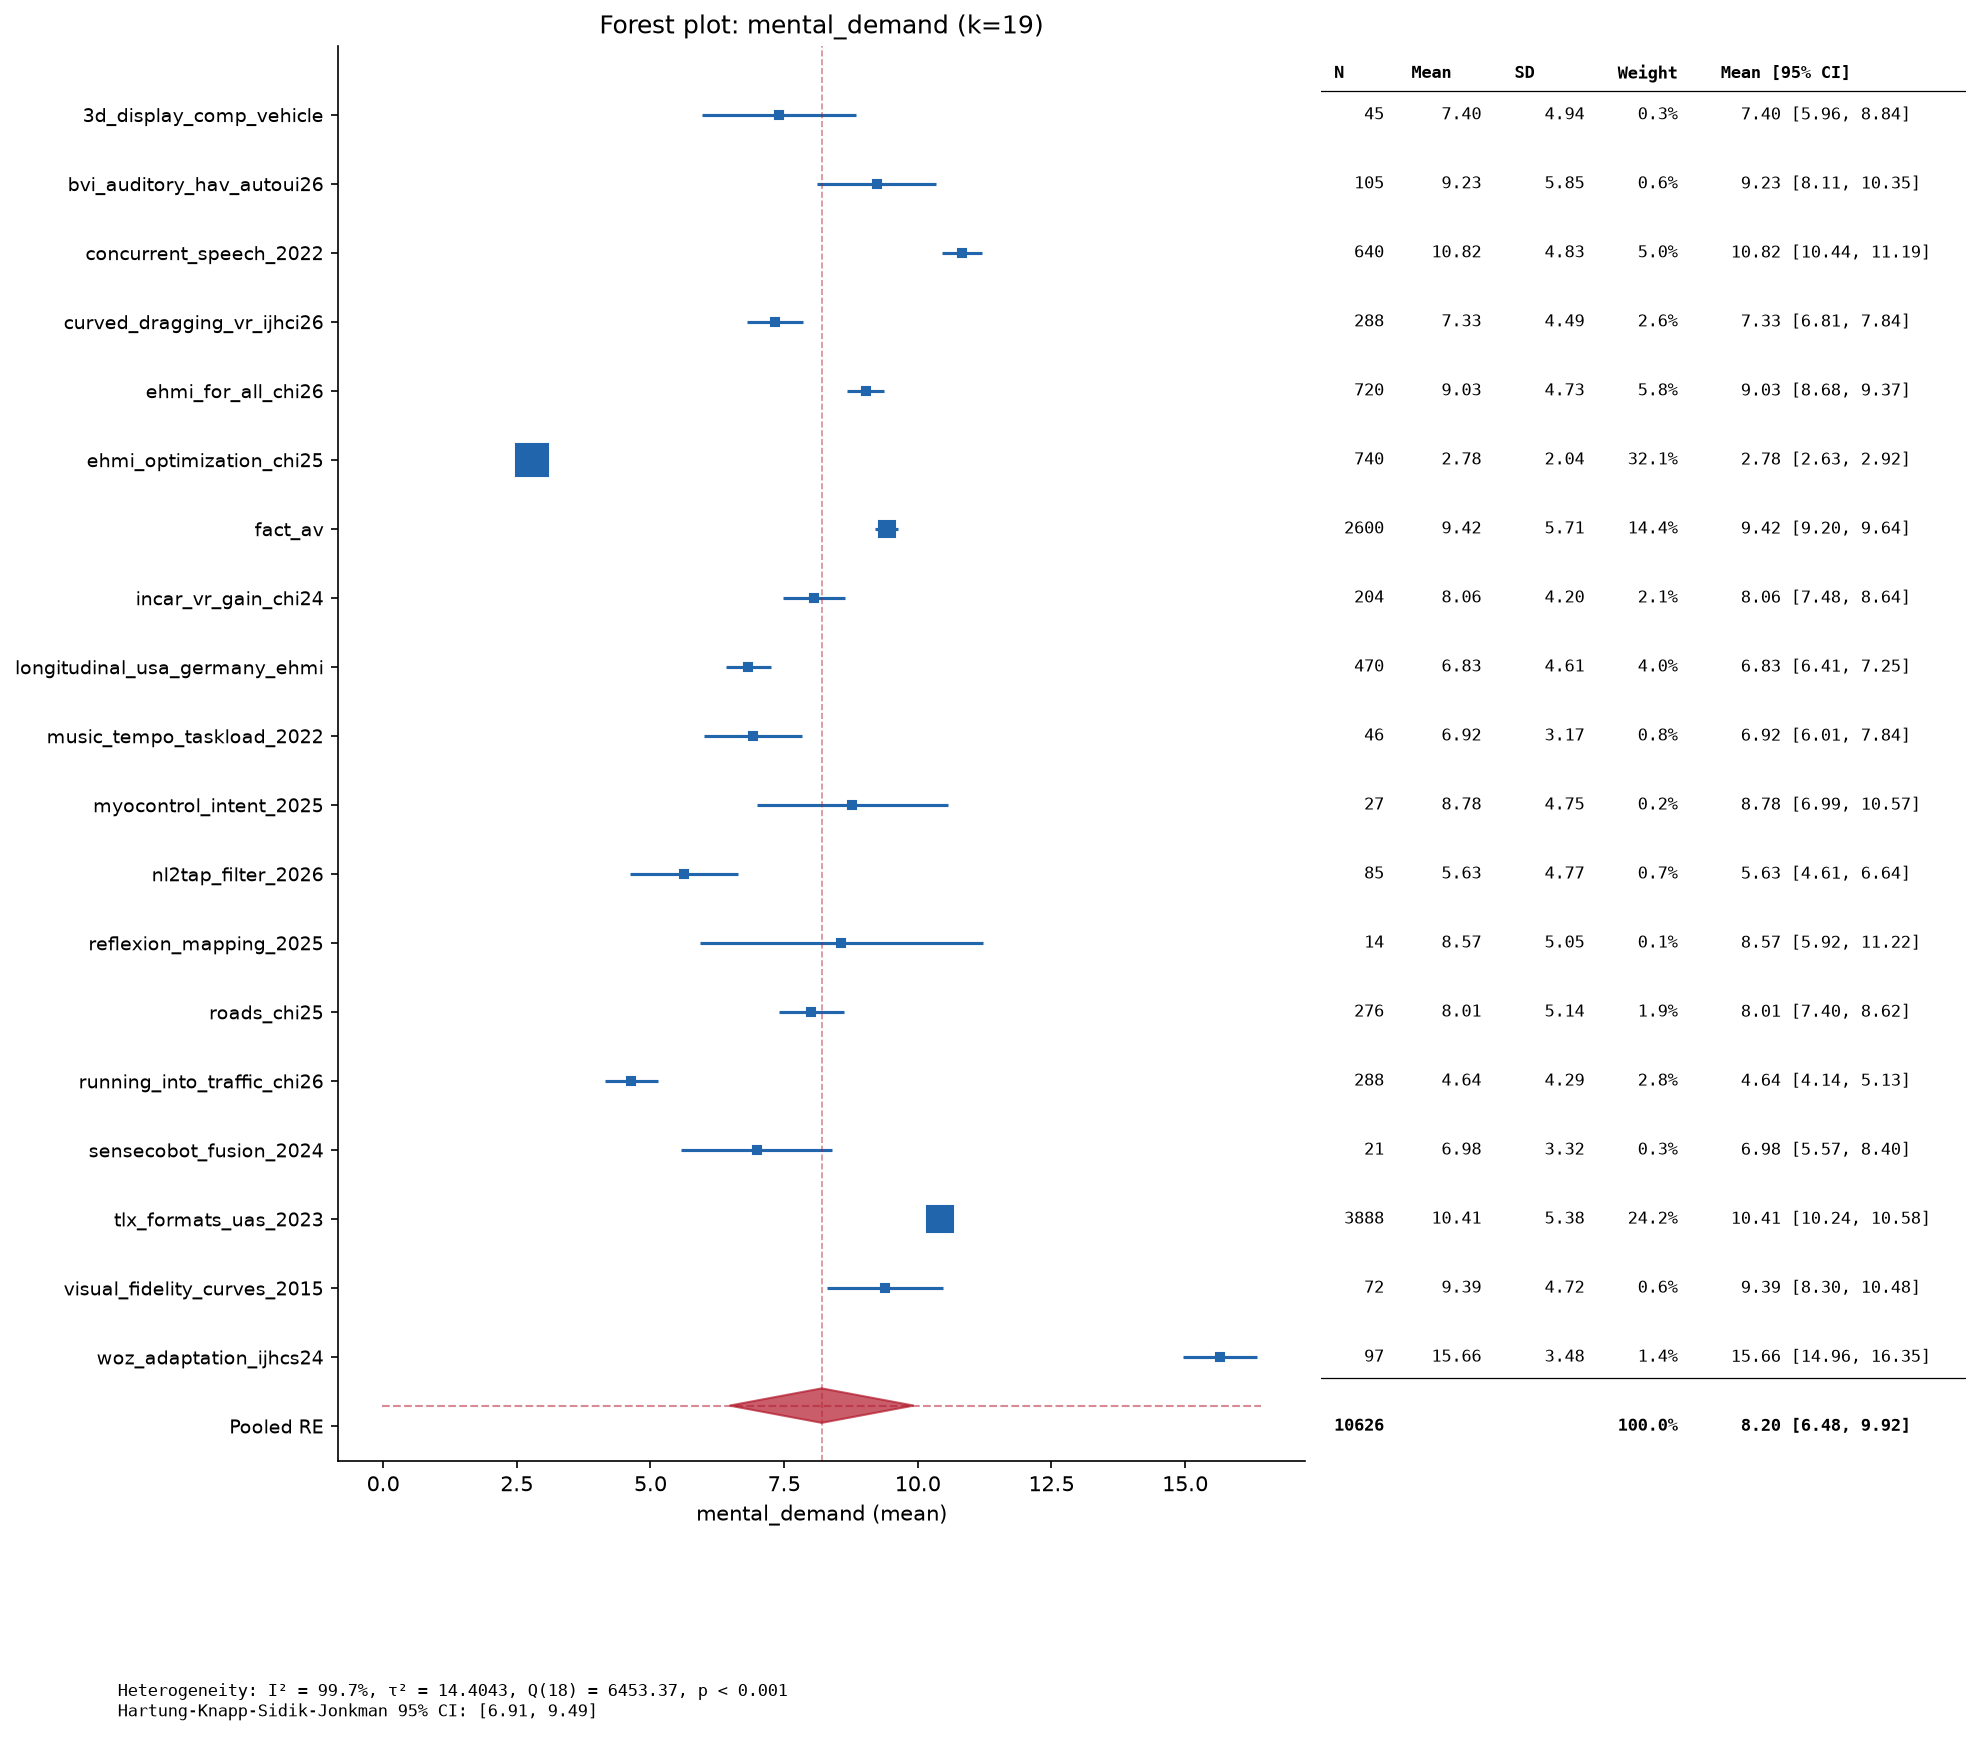 Forest plot: mental_demand (k=19)
N Mean SD Weight Mean [95% CI]
3d_display_comp_vehicle 45 7.40 4.94 0.3% 7.40 [5.96, 8.84]
bvi_auditory_hav_autoui26 105 9.23 5.85 0.6% 9.23 [8.11, 10.35]
concurrent_speech_2022 640 10.82 4.83 5.0% 10.82 [10.44, 11.19]
curved_dragging_vr_ijhci26 288 7.33 4.49 2.6% 7.33 [6.81, 7.84]
ehmi_for_all_chi26 720 9.03 4.73 5.8% 9.03 [8.68, 9.37]
ehmi_optimization_chi25 740 2.78 2.04 32.1% 2.78 [2.63, 2.92]
fact_av 2600 9.42 5.71 14.4% 9.42 [9.20, 9.64]
incar_vr_gain_chi24 204 8.06 4.20 2.1% 8.06 [7.48, 8.64]
longitudinal_usa_germany_ehmi 470 6.83 4.61 4.0% 6.83 [6.41, 7.25]
music_tempo_taskload_2022 46 6.92 3.17 0.8% 6.92 [6.01, 7.84]
myocontrol_intent_2025 27 8.78 4.75 0.2% 8.78 [6.99, 10.57]
nl2tap_filter_2026 85 5.63 4.77 0.7% 5.63 [4.61, 6.64]
reflexion_mapping_2025 14 8.57 5.05 0.1% 8.57 [5.92, 11.22]
roads_chi25 276 8.01 5.14 1.9% 8.01 [7.40, 8.62]
running_into_traffic_chi26 288 4.64 4.29 2.8% 4.64 [4.14, 5.13]
sensecobot_fusion_2024 21 6.98 3.32 0.3% 6.98 [5.57, 8.40]
tlx_formats_uas_2023 3888 10.41 5.38 24.2% 10.41 [10.24, 10.58]
visual_fidelity_curves_2015 72 9.39 4.72 0.6% 9.39 [8.30, 10.48]
woz_adaptation_ijhcs24 97 15.66 3.48 1.4% 15.66 [14.96, 16.35]
Pooled RE 10626 100.0% 8.20 [6.48, 9.92]
0.0 2.5 5.0 7.5 10.0 12.5 15.0
mental_demand (mean)
Heterogeneity: I² = 99.7%, τ² = 14.4043, Q(18) = 6453.37, p < 0.001
Hartung-Knapp-Sidik-Jonkman 95% CI: [6.91, 9.49]